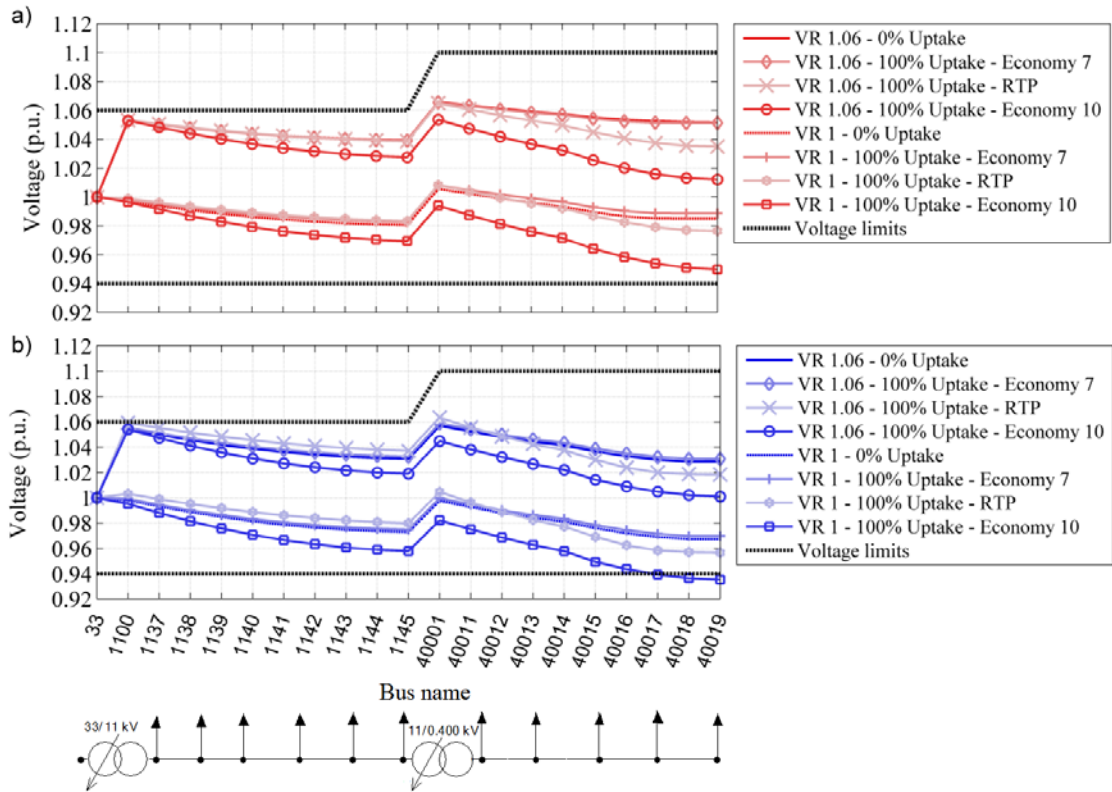 a)
1.12
1.1
1.08
1.06
1.04
1.02
1
0.98
0.96
0.94
0.92
Voltage (p.u.)
VR 1.06 - 0% Uptake
VR 1.06 - 100% Uptake - Economy 7
VR 1.06 - 100% Uptake - RTP
VR 1.06 - 100% Uptake - Economy 10
VR 1 - 0% Uptake
VR 1 - 100% Uptake - Economy 7
VR 1 - 100% Uptake - RTP
VR 1 - 100% Uptake - Economy 10
Voltage limits
b)
1.12
1.1
1.08
1.06
1.04
1.02
1
0.98
0.96
0.94
0.92
Voltage (p.u.)
VR 1.06 - 0% Uptake
VR 1.06 - 100% Uptake - Economy 7
VR 1.06 - 100% Uptake - RTP
VR 1.06 - 100% Uptake - Economy 10
VR 1 - 0% Uptake
VR 1 - 100% Uptake - Economy 7
VR 1 - 100% Uptake - RTP
VR 1 - 100% Uptake - Economy 10
Voltage limits
33
1100
1137
1138
1139
1140
1141
1142
1143
1144
1145
40001
40011
40012
40013
40014
40015
40016
40017
40018
40019
Bus name
33/11 kV
11/0.400 kV